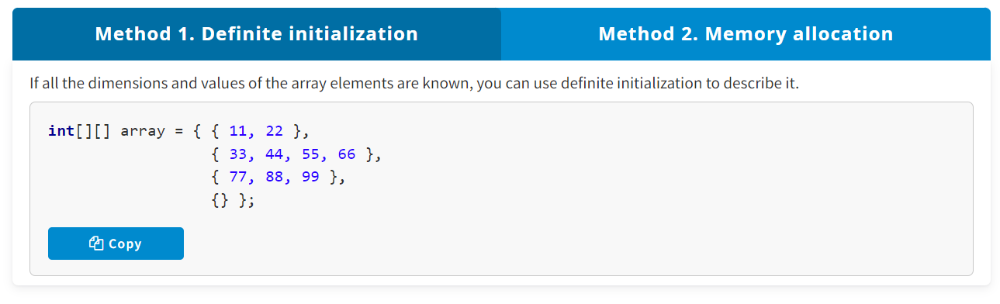 Method 1. Definite initialization
Method 2. Memory allocation
If all the dimensions and values of the array elements are known, you can use definite initialization to describe it.
int[][] array = { { 11, 22 },
{ 33, 44, 55, 66 },
{ 77, 88, 99 },
{} };
Copy